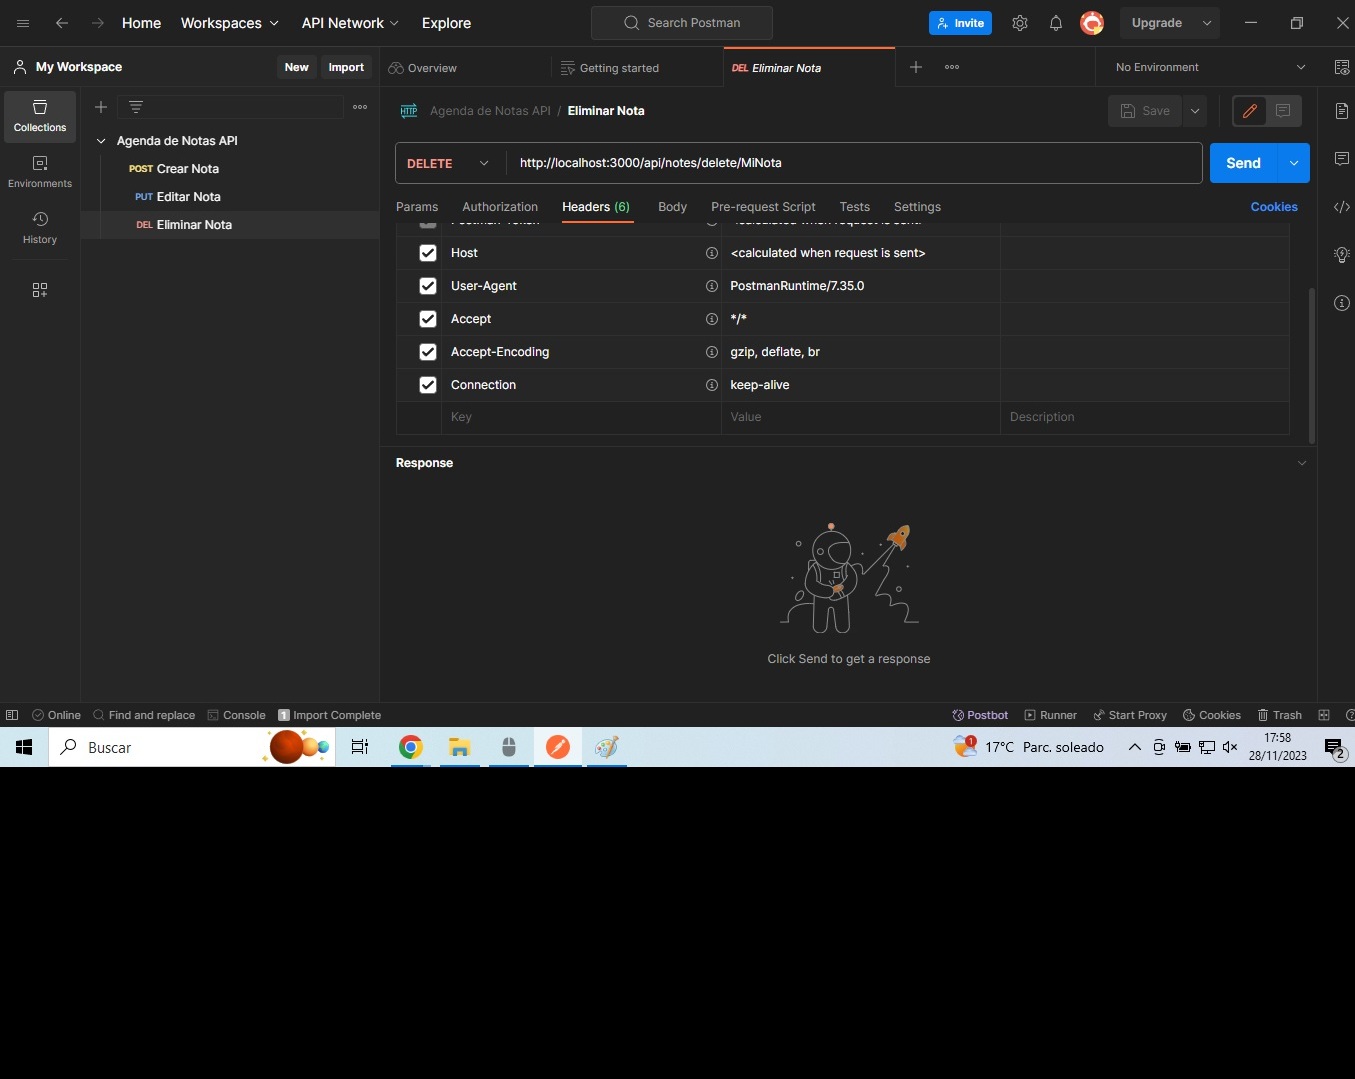 Home
Workspaces
API Network
Explore
Search Postman
Invite
Upgrade
My Workspace
New
Import
Overview
Getting started
DEL Eliminar Nota
No Environment
Collections
Environments
History
Agenda de Notas API
POST Crear Nota
PUT Editar Nota
DEL Eliminar Nota
HTTP Agenda de Notas API / Eliminar Nota
Save
DELETE
http://localhost:3000/api/notes/delete/MiNota
Send
Params
Authorization
Headers (6)
Body
Pre-request Script
Tests
Settings
Cookies
Host <calculated when request is sent>
User-Agent PostmanRuntime/7.35.0
Accept */*
Accept-Encoding gzip, deflate, br
Connection keep-alive
Key Value Description
Response
Click Send to get a response
Online
Find and replace
Console
1 Import Complete
Postbot
Runner
Start Proxy
Cookies
Trash
Buscar
1
17°C Parc. soleado
17:58
28/11/2023
2